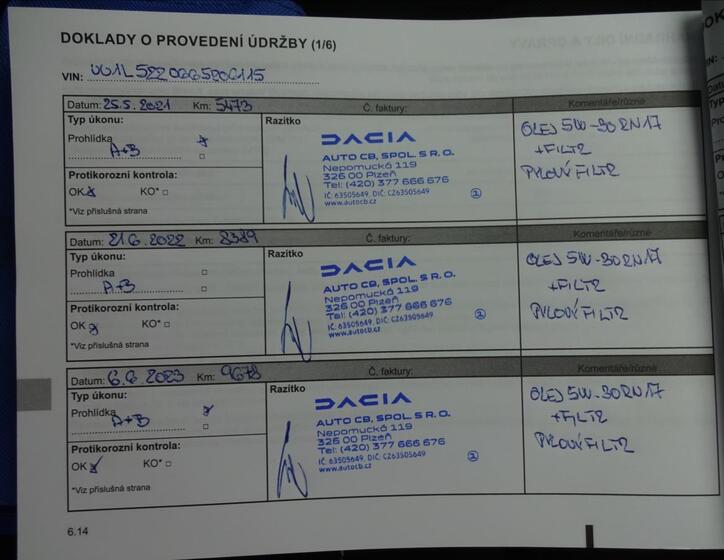 DOKLADY O PROVEDENÍ ÚDRŽBY (1/6)
VIN:
Datum: 25.5.2021 Km: 5473 Č. faktury: Komentáře/různé
Typ úkonu:
Prohlídka
A+B
Protikorozní kontrola:
OK KO*
*Viz příslušná strana
Razítko
DACIA
AUTO CB, SPOL. S R. O.
Nepomucká 119
326 00 Plzeň
Tel: (420) 377 666 676
IČ: 63505649, DIČ: CZ63505649
www.autocb.cz
1
OLEJ 5W-30 RN17
+FILTR
PYLOVÝ FILTR
Datum: 21.6.2022 Km: 8389 Č. faktury: Komentáře/různé
Typ úkonu:
Prohlídka
A+B
Protikorozní kontrola:
OK KO*
*Viz příslušná strana
Razítko
DACIA
AUTO CB, SPOL. S R. O.
Nepomucká 119
326 00 Plzeň
Tel: (420) 377 666 676
IČ: 63505649, DIČ: CZ63505649
www.autocb.cz
1
OLEJ 5W-30 RN17
+FILTR
PYLOVÝ FILTR
Datum: 6.6.2023 Km: 9678 Č. faktury: Komentáře/různé
Typ úkonu:
Prohlídka
A+B
Protikorozní kontrola:
OK KO*
*Viz příslušná strana
Razítko
DACIA
AUTO CB, SPOL. S R. O.
Nepomucká 119
326 00 Plzeň
Tel: (420) 377 666 676
IČ: 63505649, DIČ: CZ63505649
www.autocb.cz
1
OLEJ 5W-30 RN17
+FILTR
PYLOVÝ FILTR
6.14